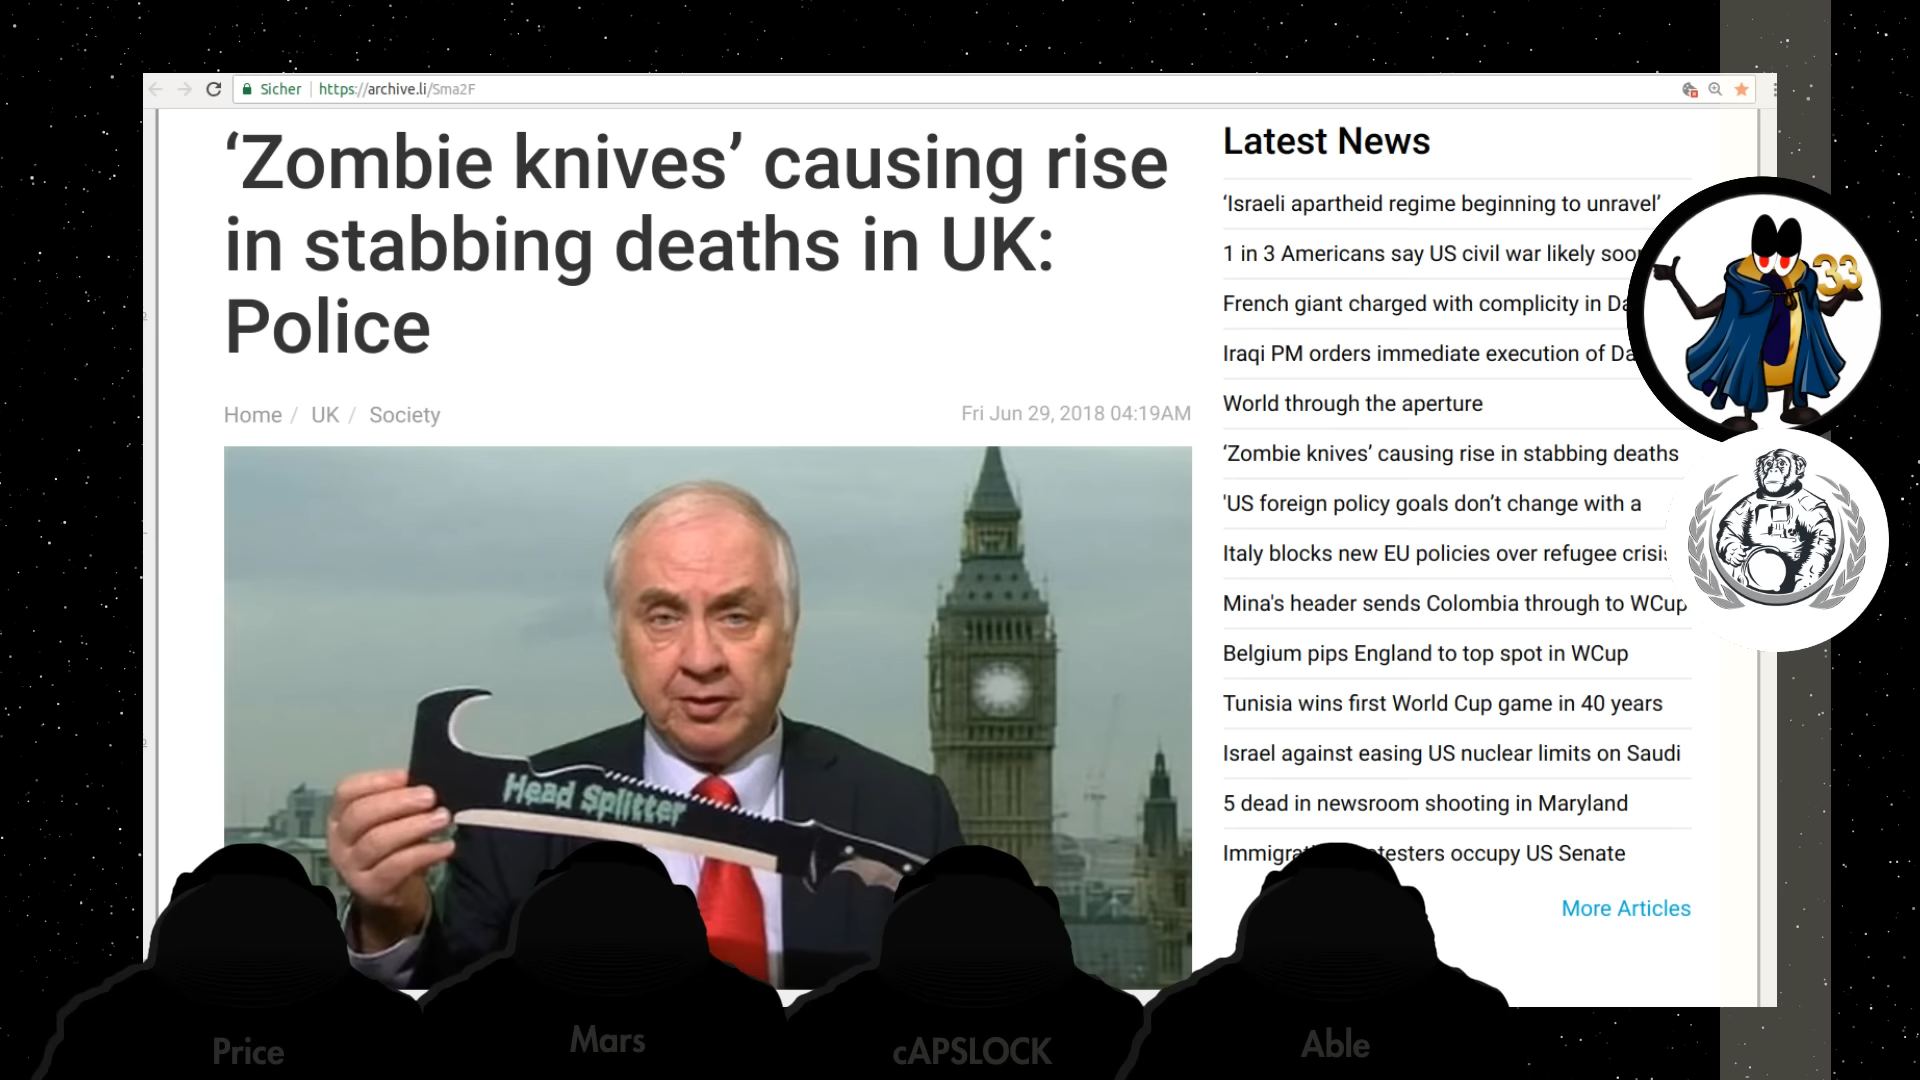 Sicher
https://archive.li/Sma2F
‘Zombie knives’ causing rise
in stabbing deaths in UK:
Police
Home / UK / Society
Fri Jun 29, 2018 04:19AM
Head Splitter
Latest News
‘Israeli apartheid regime beginning to unravel’
1 in 3 Americans say US civil war likely
French giant charged with complicity in
Iraqi PM orders immediate execution of
World through the aperture
‘Zombie knives’ causing rise in stabbing deaths
'US foreign policy goals don’t change with a
Italy blocks new EU policies over refugee
Mina's header sends Colombia through to WCup
Belgium pips England to top spot in WCup
Tunisia wins first World Cup game in 40 years
Israel against easing US nuclear limits on Saudi
5 dead in newsroom shooting in Maryland
occupy US Senate
More Articles
33
Price
Mars
cAPSLOCK
Able